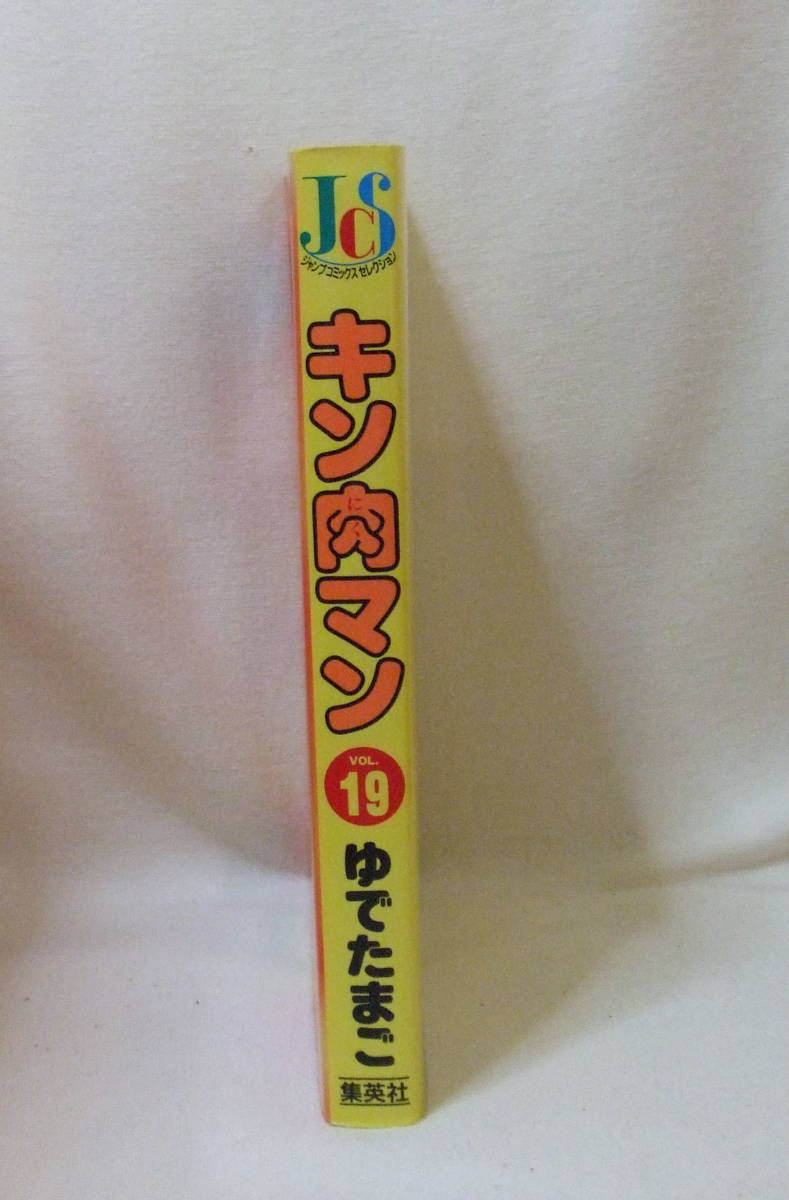 JCS
ジャンプコミックスセレクション
キン肉マン
にく
VOL.
19
ゆでたまご
集英社